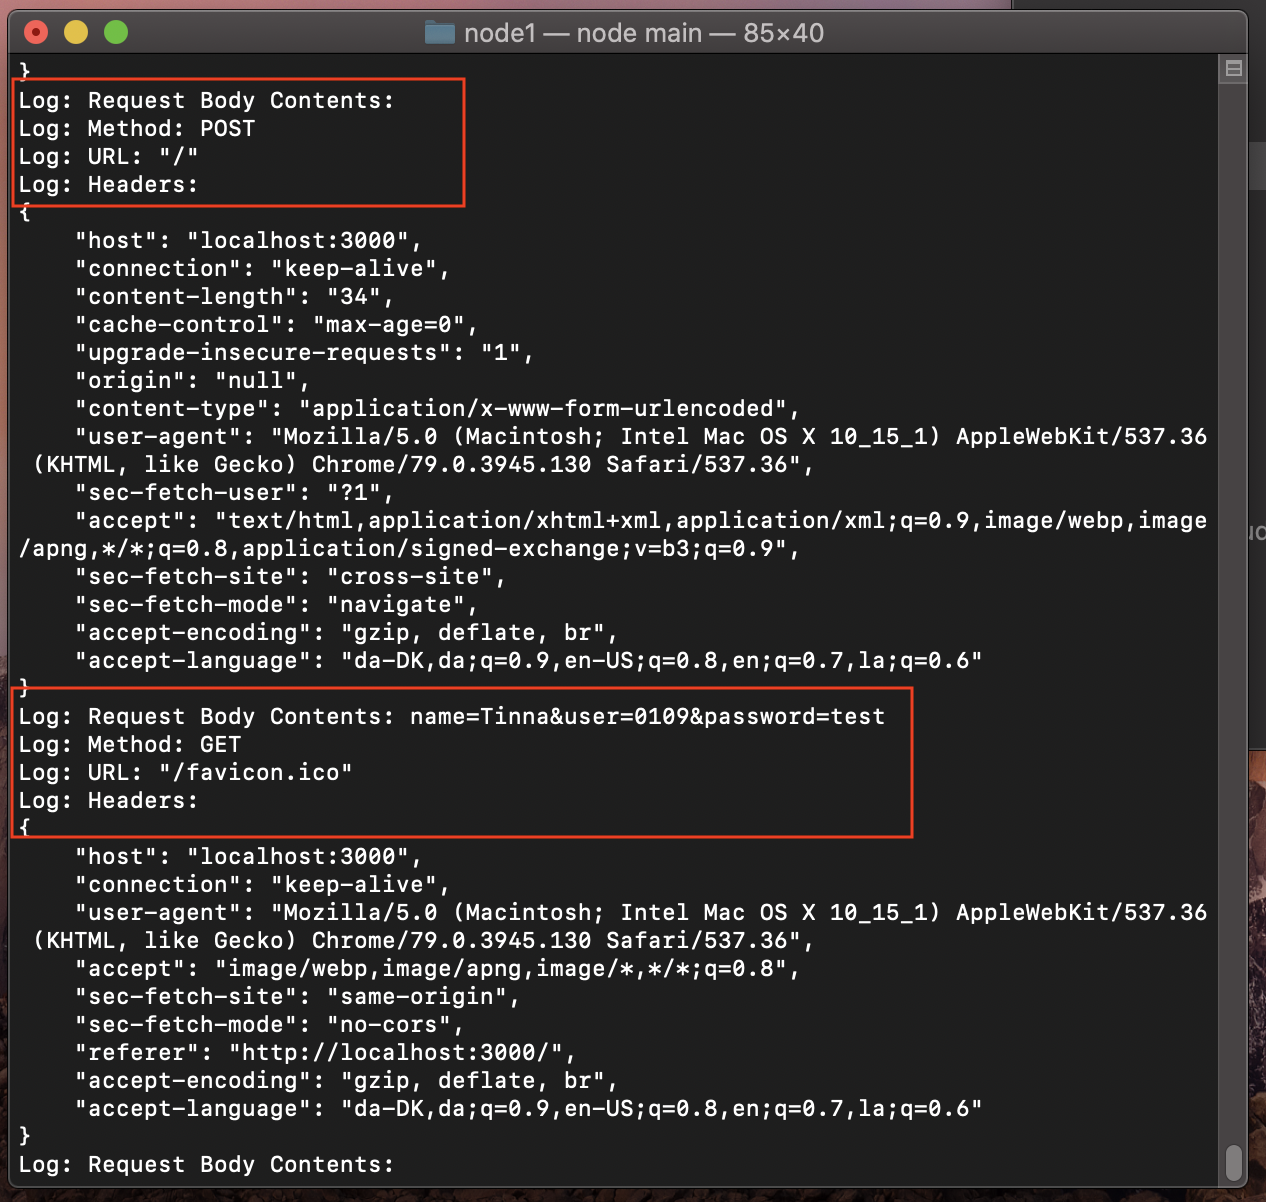 node1 — node main — 85×40
}
Log: Request Body Contents:
Log: Method: POST
Log: URL: "/"
Log: Headers:
{
    "host": "localhost:3000",
    "connection": "keep-alive",
    "content-length": "34",
    "cache-control": "max-age=0",
    "upgrade-insecure-requests": "1",
    "origin": "null",
    "content-type": "application/x-www-form-urlencoded",
    "user-agent": "Mozilla/5.0 (Macintosh; Intel Mac OS X 10_15_1) AppleWebKit/537.36
 (KHTML, like Gecko) Chrome/79.0.3945.130 Safari/537.36",
    "sec-fetch-user": "?1",
    "accept": "text/html,application/xhtml+xml,application/xml;q=0.9,image/webp,image
/apng,*/*;q=0.8,application/signed-exchange;v=b3;q=0.9",
    "sec-fetch-site": "cross-site",
    "sec-fetch-mode": "navigate",
    "accept-encoding": "gzip, deflate, br",
    "accept-language": "da-DK,da;q=0.9,en-US;q=0.8,en;q=0.7,la;q=0.6"
}
Log: Request Body Contents: name=Tinna&user=0109&password=test
Log: Method: GET
Log: URL: "/favicon.ico"
Log: Headers:
{
    "host": "localhost:3000",
    "connection": "keep-alive",
    "user-agent": "Mozilla/5.0 (Macintosh; Intel Mac OS X 10_15_1) AppleWebKit/537.36
 (KHTML, like Gecko) Chrome/79.0.3945.130 Safari/537.36",
    "accept": "image/webp,image/apng,image/*,*/*;q=0.8",
    "sec-fetch-site": "same-origin",
    "sec-fetch-mode": "no-cors",
    "referer": "http://localhost:3000/",
    "accept-encoding": "gzip, deflate, br",
    "accept-language": "da-DK,da;q=0.9,en-US;q=0.8,en;q=0.7,la;q=0.6"
}
Log: Request Body Contents: